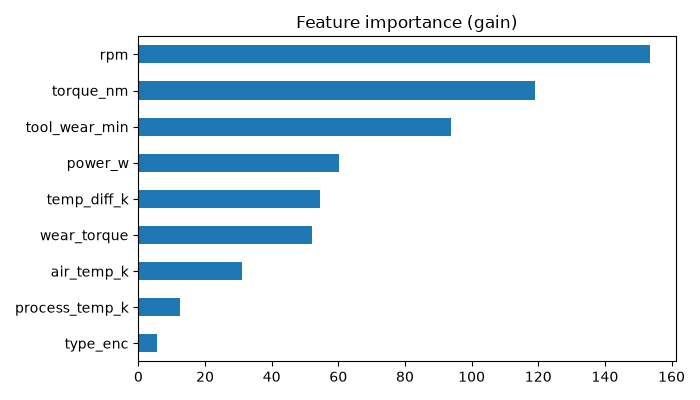 Feature importance (gain)
rpm
torque_nm
tool_wear_min
power_w
temp_diff_k
wear_torque
air_temp_k
process_temp_k
type_enc
0 20 40 60 80 100 120 140 160